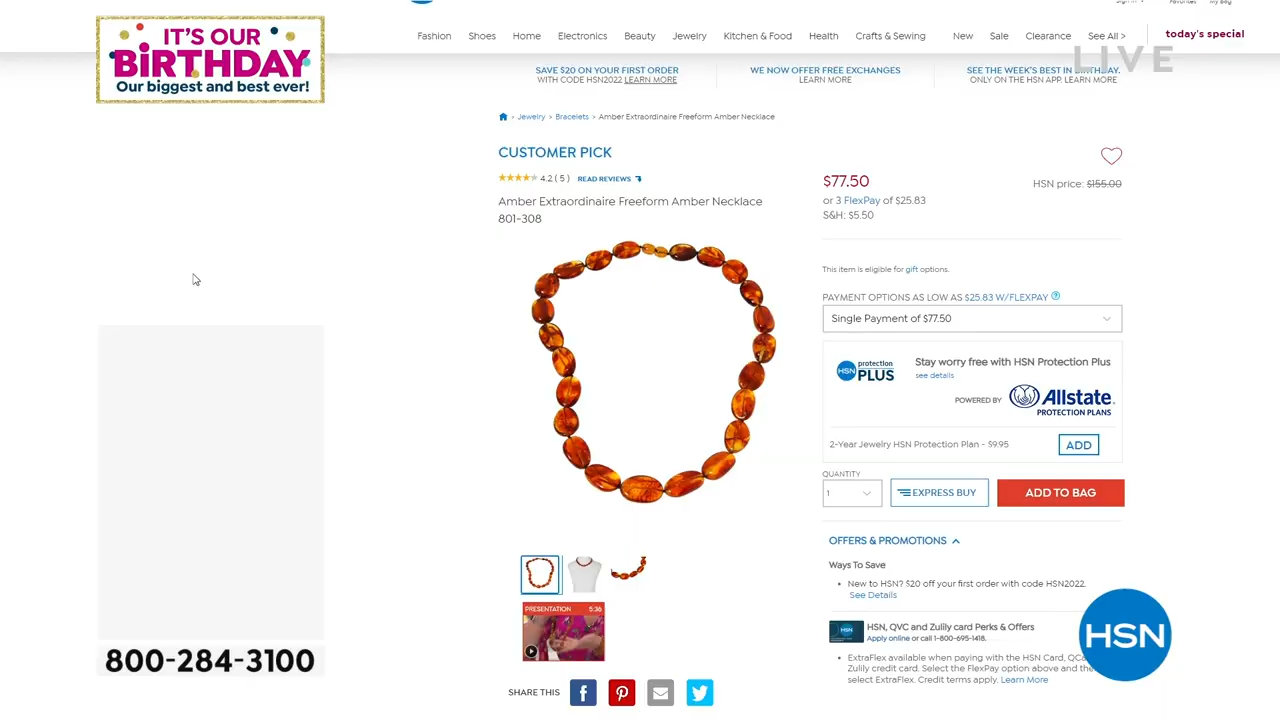 IT'S OUR
BiRTHDAY
Our biggest and best ever!
Favorites
My Bag
Fashion
Shoes
Home
Electronics
Beauty
Jewelry
Kitchen & Food
Health
Crafts & Sewing
New
Sale
Clearance
See All >
today's special
LIVE
SAVE $20 ON YOUR FIRST ORDER
WITH CODE HSN2022 LEARN MORE
WE NOW OFFER FREE EXCHANGES
LEARN MORE
SEE THE WEEK'S BEST IN BIRTHDAY.
ONLY ON THE HSN APP. LEARN MORE
> Jewelry > Bracelets > Amber Extraordinaire Freeform Amber Necklace
CUSTOMER PICK
4.2 ( 5 ) READ REVIEWS
Amber Extraordinaire Freeform Amber Necklace
801-308
$77.50
HSN price: $155.00
or 3 FlexPay of $25.83
S&H: $5.50
This item is eligible for gift options.
PAYMENT OPTIONS AS LOW AS $25.83 W/FLEXPAY ?
Single Payment of $77.50
HSN protection PLUS
Stay worry free with HSN Protection Plus
see details
POWERED BY Allstate.
PROTECTION PLANS
2-Year Jewelry HSN Protection Plan - $9.95
ADD
QUANTITY
1
EXPRESS BUY
ADD TO BAG
OFFERS & PROMOTIONS
Ways To Save
• New to HSN? $20 off your first order with code HSN2022.
See Details
HSN, QVC and Zulily card Perks & Offers
Apply online or call 1-800-695-1418.
• ExtraFlex available when paying with the HSN Card, QC
Zulily credit card. Select the FlexPay option above and the
select ExtraFlex. Credit terms apply. Learn More
HSN
PRESENTATION 5:36
SHARE THIS
800-284-3100